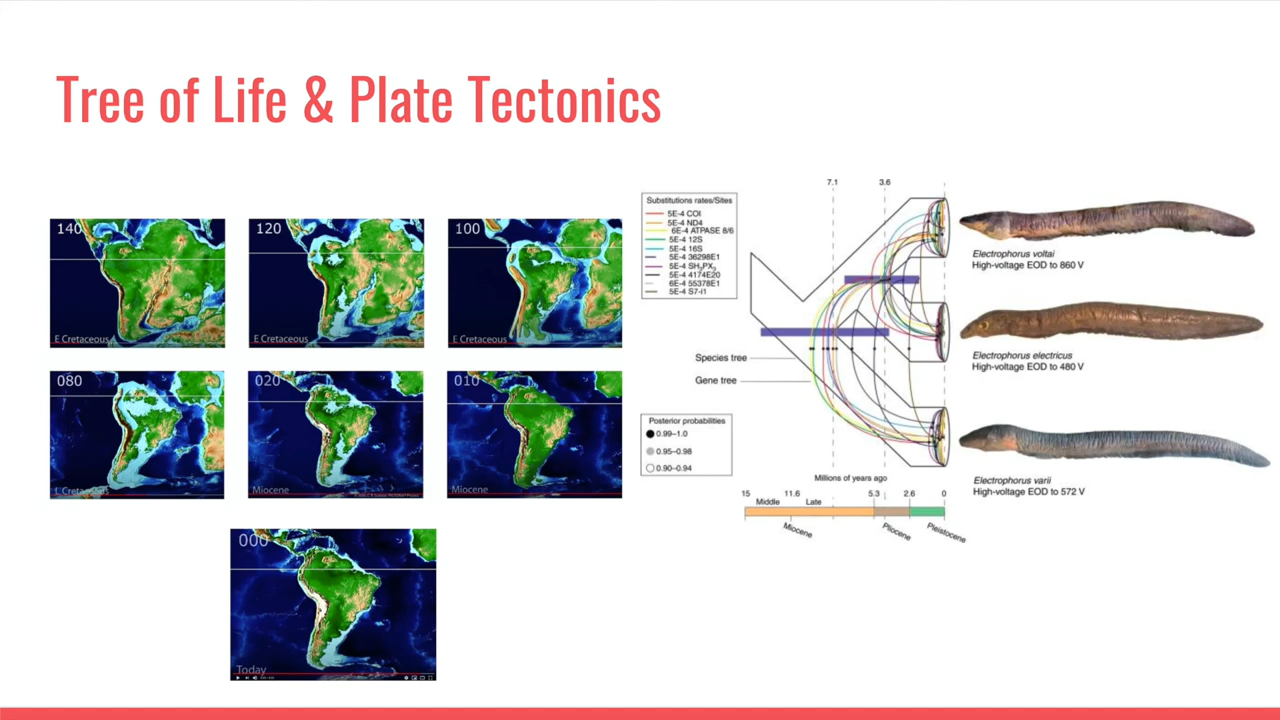 Tree of Life & Plate Tectonics
140
E Cretaceous
120
E Cretaceous
100
E Cretaceous
080
L Cretaceous
020
Miocene
010
Miocene
000
Today
Substitutions rates/Sites
5E-4 COI
5E-4 ND4
6E-4 ATPASE 8/6
5E-4 12S
5E-4 16S
5E-4 36298E1
5E-4 SH3PX2
5E-4 4174E20
6E-4 55378E1
5E-4 S7-i1
7.1
3.6
Species tree
Gene tree
Posterior probabilities
0.99–1.0
0.95–0.98
0.90–0.94
Millions of years ago
15 11.6 5.3 2.6 0
Middle Late
Miocene
Pliocene
Pleistocene
Electrophorus voltai
High-voltage EOD to 860 V
Electrophorus electricus
High-voltage EOD to 480 V
Electrophorus varii
High-voltage EOD to 572 V